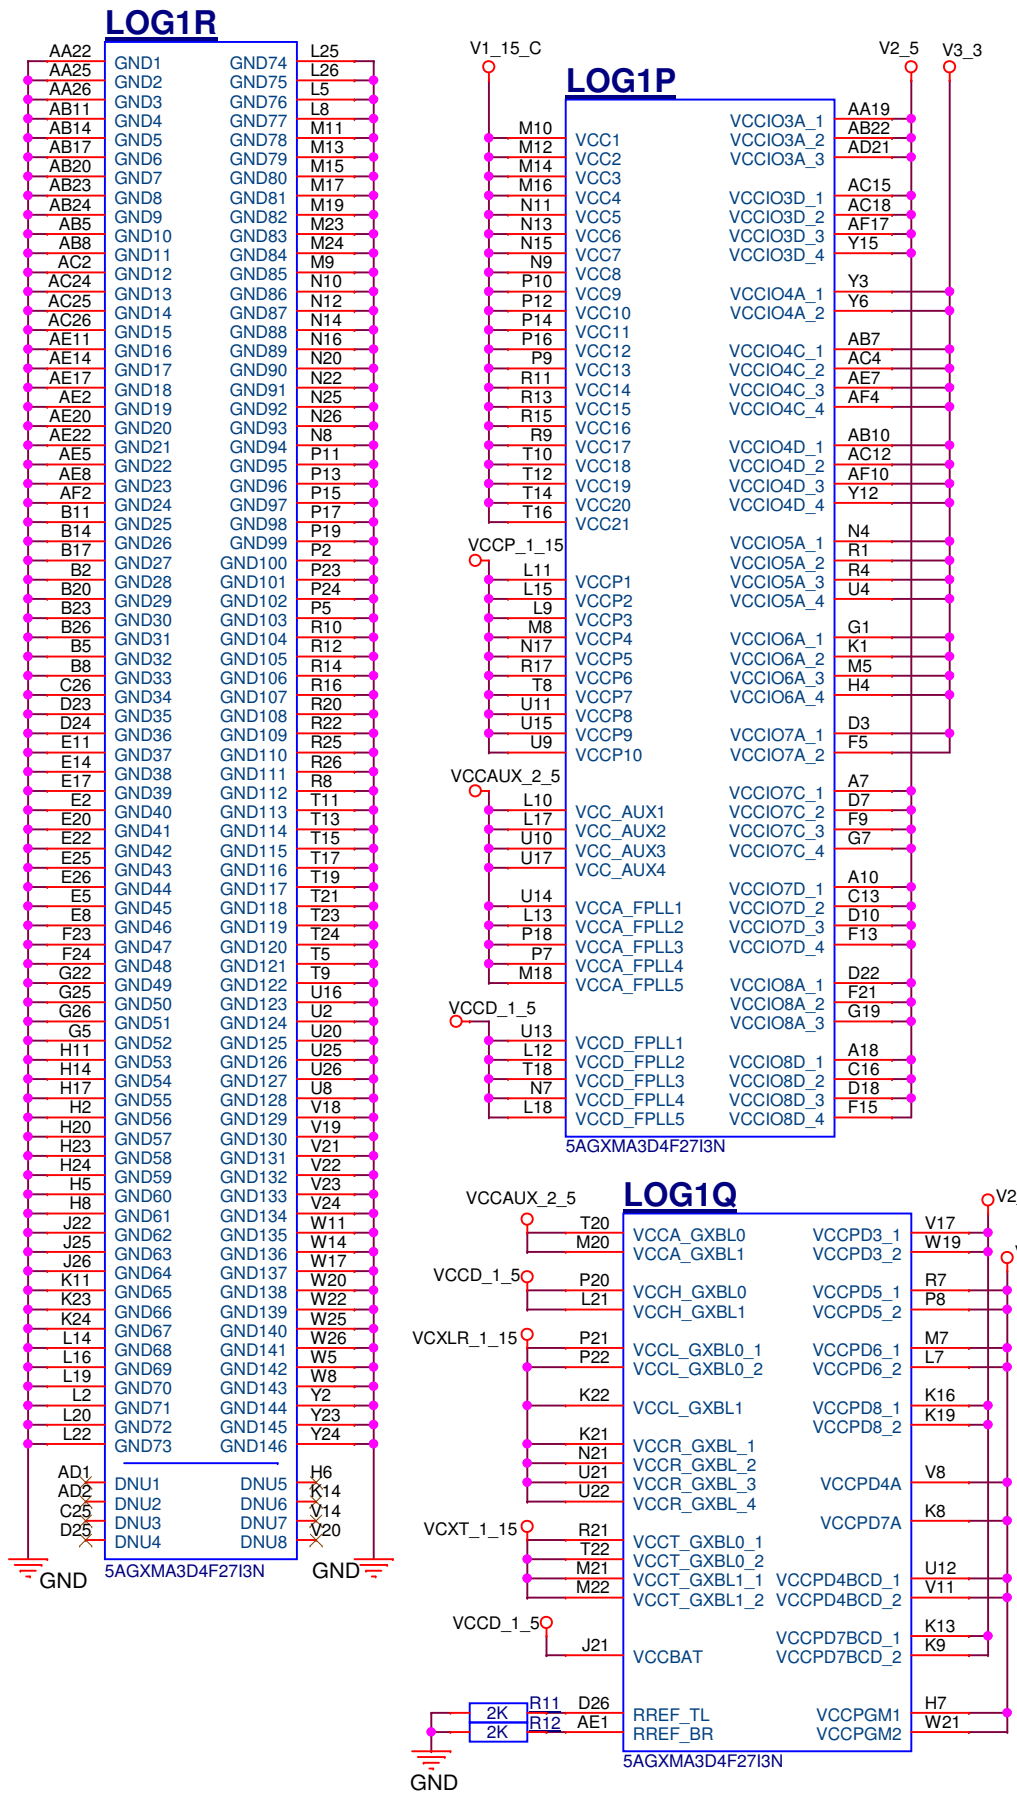 LOG1R
AA22 GND1 GND74 L25
AA25 GND2 GND75 L26
AA26 GND3 GND76 L5
AB11 GND4 GND77 L8
AB14 GND5 GND78 M11
AB17 GND6 GND79 M13
AB20 GND7 GND80 M15
AB23 GND8 GND81 M17
AB24 GND9 GND82 M19
AB5 GND10 GND83 M23
AB8 GND11 GND84 M24
AC2 GND12 GND85 M9
AC24 GND13 GND86 N10
AC25 GND14 GND87 N12
AC26 GND15 GND88 N14
AE11 GND16 GND89 N16
AE14 GND17 GND90 N20
AE17 GND18 GND91 N22
AE2 GND19 GND92 N25
AE20 GND20 GND93 N26
AE22 GND21 GND94 N8
AE5 GND22 GND95 P11
AE8 GND23 GND96 P13
AF2 GND24 GND97 P15
B11 GND25 GND98 P17
B14 GND26 GND99 P19
B17 GND27 GND100 P2
B2 GND28 GND101 P23
B20 GND29 GND102 P24
B23 GND30 GND103 P5
B26 GND31 GND104 R10
B5 GND32 GND105 R12
B8 GND33 GND106 R14
C26 GND34 GND107 R16
D23 GND35 GND108 R20
D24 GND36 GND109 R22
E11 GND37 GND110 R25
E14 GND38 GND111 R26
E17 GND39 GND112 R8
E2 GND40 GND113 T11
E20 GND41 GND114 T13
E22 GND42 GND115 T15
E25 GND43 GND116 T17
E26 GND44 GND117 T19
E5 GND45 GND118 T21
E8 GND46 GND119 T23
F23 GND47 GND120 T24
F24 GND48 GND121 T5
G22 GND49 GND122 T9
G25 GND50 GND123 U16
G26 GND51 GND124 U2
G5 GND52 GND125 U20
H11 GND53 GND126 U25
H14 GND54 GND127 U26
H17 GND55 GND128 U8
H2 GND56 GND129 V18
H20 GND57 GND130 V19
H23 GND58 GND131 V21
H24 GND59 GND132 V22
H5 GND60 GND133 V23
H8 GND61 GND134 V24
J22 GND62 GND135 W11
J25 GND63 GND136 W14
J26 GND64 GND137 W17
K11 GND65 GND138 W20
K23 GND66 GND139 W22
K24 GND67 GND140 W25
L14 GND68 GND141 W26
L16 GND69 GND142 W5
L19 GND70 GND143 W8
L2 GND71 GND144 Y2
L20 GND72 GND145 Y23
L22 GND73 GND146 Y24
AD1 DNU1 DNU5 H6
AD2 DNU2 DNU6 K14
C25 DNU3 DNU7 V14
D25 DNU4 DNU8 V20
GND GND
5AGXMA3D4F27I3N
V1_15_C V2_5 V3_3
LOG1P
M10 VCC1
M12 VCC2
M14 VCC3
M16 VCC4
N11 VCC5
N13 VCC6
N15 VCC7
N9 VCC8
P10 VCC9
P12 VCC10
P14 VCC11
P16 VCC12
P9 VCC13
R11 VCC14
R13 VCC15
R15 VCC16
R9 VCC17
T10 VCC18
T12 VCC19
T14 VCC20
T16 VCC21
VCCP_1_15
L11 VCCP1
L15 VCCP2
L9 VCCP3
M8 VCCP4
N17 VCCP5
R17 VCCP6
T8 VCCP7
U11 VCCP8
U15 VCCP9
U9 VCCP10
VCCAUX_2_5
L10 VCC_AUX1
L17 VCC_AUX2
U10 VCC_AUX3
U17 VCC_AUX4
U14 VCCA_FPLL1
L13 VCCA_FPLL2
P18 VCCA_FPLL3
P7 VCCA_FPLL4
M18 VCCA_FPLL5
VCCD_1_5
U13 VCCD_FPLL1
L12 VCCD_FPLL2
T18 VCCD_FPLL3
N7 VCCD_FPLL4
L18 VCCD_FPLL5
VCCIO3A_1 AA19
VCCIO3A_2 AB22
VCCIO3A_3 AD21
VCCIO3D_1 AC15
VCCIO3D_2 AC18
VCCIO3D_3 AF17
VCCIO3D_4 Y15
VCCIO4A_1 Y3
VCCIO4A_2 Y6
VCCIO4C_1 AB7
VCCIO4C_2 AC4
VCCIO4C_3 AE7
VCCIO4C_4 AF4
VCCIO4D_1 AB10
VCCIO4D_2 AC12
VCCIO4D_3 AF10
VCCIO4D_4 Y12
VCCIO5A_1 N4
VCCIO5A_2 R1
VCCIO5A_3 R4
VCCIO5A_4 U4
VCCIO6A_1 G1
VCCIO6A_2 K1
VCCIO6A_3 M5
VCCIO6A_4 H4
VCCIO7A_1 D3
VCCIO7A_2 F5
VCCIO7C_1 A7
VCCIO7C_2 D7
VCCIO7C_3 F9
VCCIO7C_4 G7
VCCIO7D_1 A10
VCCIO7D_2 C13
VCCIO7D_3 D10
VCCIO7D_4 F13
VCCIO8A_1 D22
VCCIO8A_2 F21
VCCIO8A_3 G19
VCCIO8D_1 A18
VCCIO8D_2 C16
VCCIO8D_3 D18
VCCIO8D_4 F15
5AGXMA3D4F27I3N
LOG1Q
VCCAUX_2_5
T20 VCCA_GXBL0
M20 VCCA_GXBL1
VCCD_1_5
P20 VCCH_GXBL0
L21 VCCH_GXBL1
VCXLR_1_15
P21 VCCL_GXBL0_1
P22 VCCL_GXBL0_2
K22 VCCL_GXBL1
K21 VCCR_GXBL_1
N21 VCCR_GXBL_2
U21 VCCR_GXBL_3
U22 VCCR_GXBL_4
VCXT_1_15
R21 VCCT_GXBL0_1
T22 VCCT_GXBL0_2
M21 VCCT_GXBL1_1
M22 VCCT_GXBL1_2
VCCD_1_5
J21 VCCBAT
2K R11 D26 RREF_TL
2K R12 AE1 RREF_BR
GND
V2_
VCCPD3_1 V17
VCCPD3_2 W19
VCCPD5_1 R7
VCCPD5_2 P8
VCCPD6_1 M7
VCCPD6_2 L7
VCCPD8_1 K16
VCCPD8_2 K19
VCCPD4A V8
VCCPD7A K8
VCCPD4BCD_1 U12
VCCPD4BCD_2 V11
VCCPD7BCD_1 K13
VCCPD7BCD_2 K9
VCCPGM1 H7
VCCPGM2 W21
5AGXMA3D4F27I3N